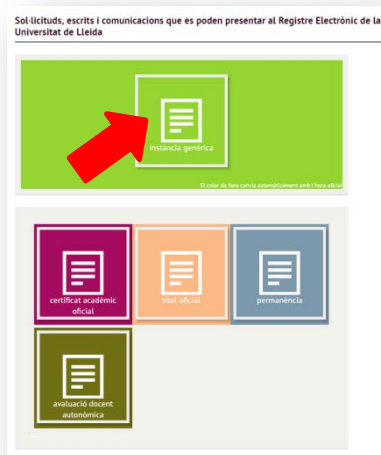 Sol·licituds, escrits i comunicacions que es poden presentar al Registre Electrònic de la
Universitat de Lleida
instancia genèrica
El color de fons canvia automàticament amb l'hora oficial
certificat acadèmic
oficial
títol oficial
permanència
avaluació docent
autonòmica